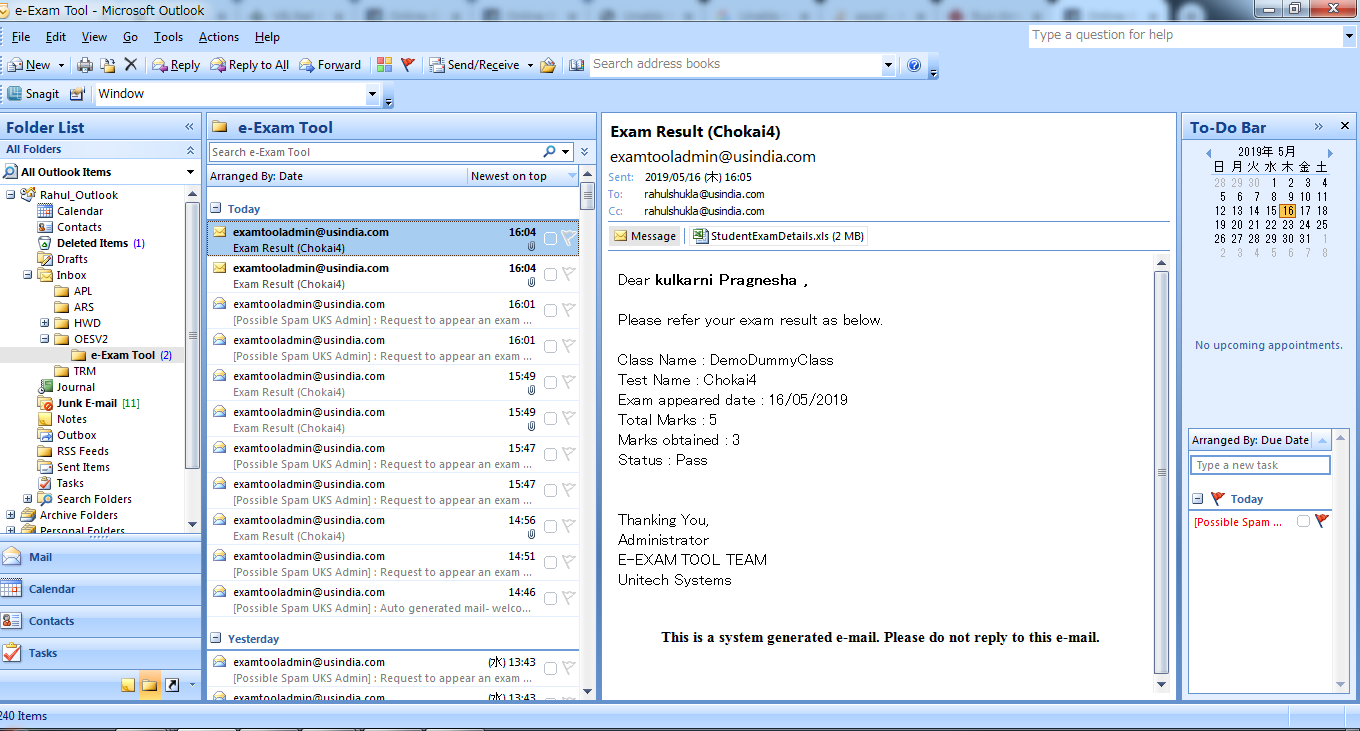 e-Exam Tool - Microsoft Outlook
File Edit View Go Tools Actions Help
Type a question for help
New Reply Reply to All Forward Send/Receive Search address books
Snagit Window
Folder List
All Folders
All Outlook Items
Rahul_Outlook
Calendar
Contacts
Deleted Items (1)
Drafts
Inbox
APL
ARS
HWD
OESV2
e-Exam Tool (2)
TRM
Journal
Junk E-mail [11]
Notes
Outbox
RSS Feeds
Sent Items
Tasks
Search Folders
Archive Folders
Personal Folders
Mail
Calendar
Contacts
Tasks
240 Items
e-Exam Tool
Search e-Exam Tool
Arranged By: Date Newest on top
Today
examtooladmin@usindia.com 16:04
Exam Result (Chokai4)
examtooladmin@usindia.com 16:04
Exam Result (Chokai4)
examtooladmin@usindia.com 16:01
[Possible Spam UKS Admin] : Request to appear an exam ...
examtooladmin@usindia.com 16:01
[Possible Spam UKS Admin] : Request to appear an exam ...
examtooladmin@usindia.com 15:49
Exam Result (Chokai4)
examtooladmin@usindia.com 15:49
Exam Result (Chokai4)
examtooladmin@usindia.com 15:47
[Possible Spam UKS Admin] : Request to appear an exam ...
examtooladmin@usindia.com 15:47
[Possible Spam UKS Admin] : Request to appear an exam ...
examtooladmin@usindia.com 14:56
Exam Result (Chokai4)
examtooladmin@usindia.com 14:51
[Possible Spam UKS Admin] : Request to appear an exam ...
examtooladmin@usindia.com 14:46
[Possible Spam UKS Admin] : Auto generated mail- welco...
Yesterday
examtooladmin@usindia.com (水) 13:43
[Possible Spam UKS Admin] : Request to appear an exam ...
examtooladmin@usindia.com (水) 13:43
Exam Result (Chokai4)
examtooladmin@usindia.com
Sent: 2019/05/16 (木) 16:05
To: rahulshukla@usindia.com
Cc: rahulshukla@usindia.com
Message StudentExamDetails.xls (2 MB)
Dear kulkarni Pragnesha ,
Please refer your exam result as below.
Class Name : DemoDummyClass
Test Name : Chokai4
Exam appeared date : 16/05/2019
Total Marks : 5
Marks obtained : 3
Status : Pass
Thanking You,
Administrator
E-EXAM TOOL TEAM
Unitech Systems
This is a system generated e-mail. Please do not reply to this e-mail.
To-Do Bar
2019年 5月
日 月 火 水 木 金 土
28 29 30 1 2 3 4
5 6 7 8 9 10 11
12 13 14 15 16 17 18
19 20 21 22 23 24 25
26 27 28 29 30 31 1
2 3 4 5 6 7 8
No upcoming appointments.
Arranged By: Due Date
Type a new task
Today
[Possible Spam ...